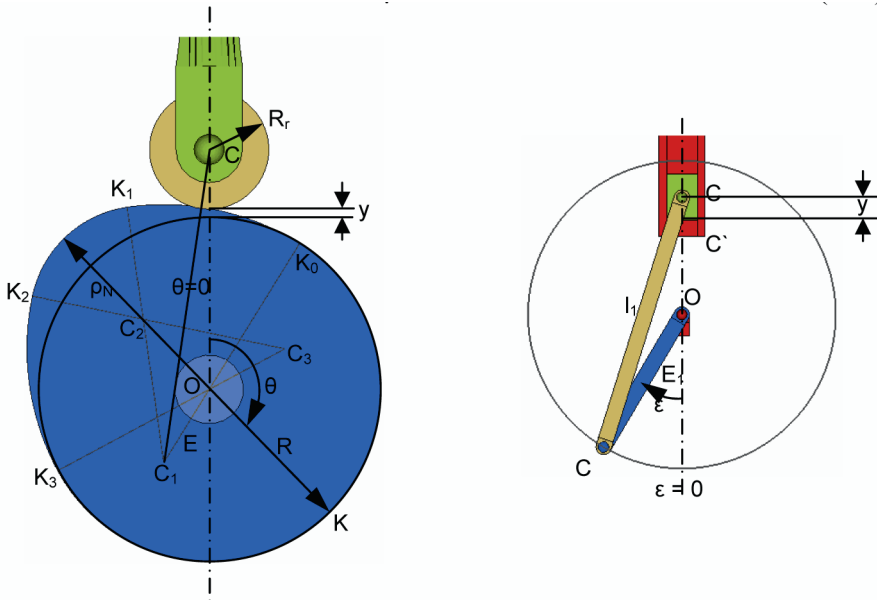 Rr
C
K1
y
K0
K2
ρN
θ=0
C2
C3
O
θ
E
R
C1
K3
K
C
y
C`
l1
O
E1
ε
C
ε = 0